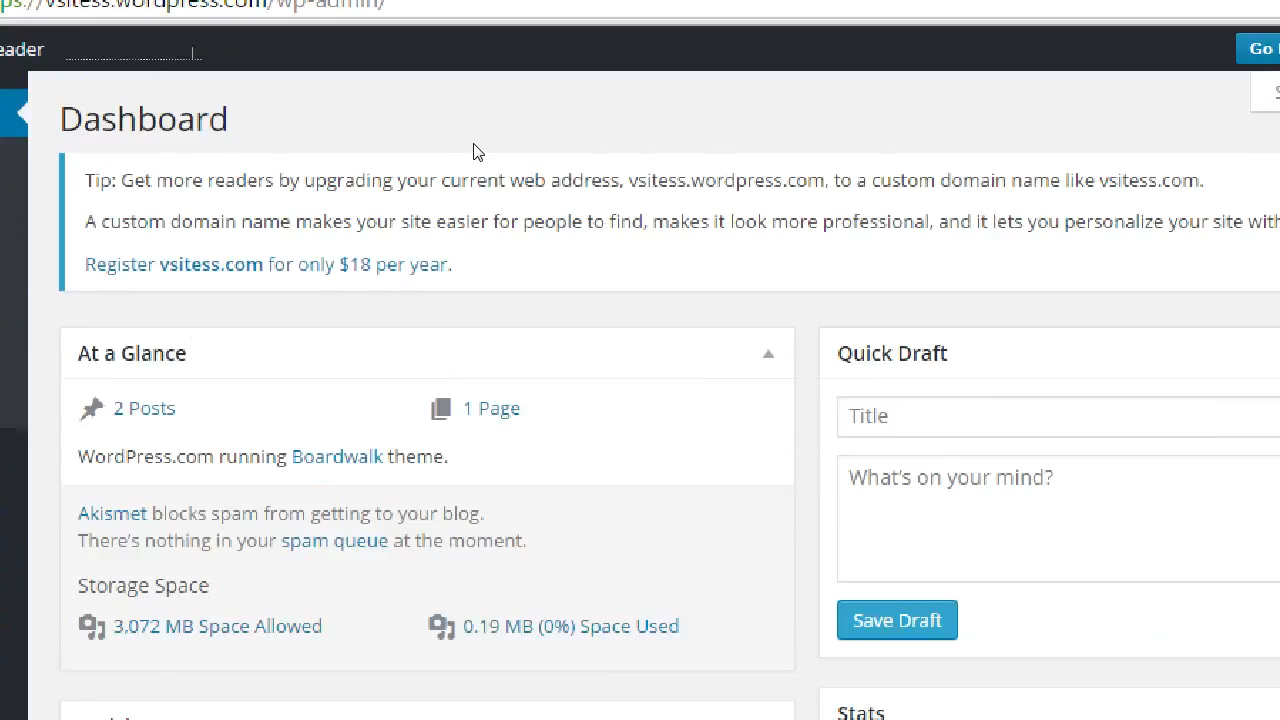 vsitess.wordpress.com/wp-admin/
eader
Go
Dashboard
Tip: Get more readers by upgrading your current web address, vsitess.wordpress.com, to a custom domain name like vsitess.com.
A custom domain name makes your site easier for people to find, makes it look more professional, and it lets you personalize your site with
Register vsitess.com for only $18 per year.
At a Glance
2 Posts
1 Page
WordPress.com running Boardwalk theme.
Akismet blocks spam from getting to your blog.
There's nothing in your spam queue at the moment.
Storage Space
3,072 MB Space Allowed
0.19 MB (0%) Space Used
Quick Draft
Title
What's on your mind?
Save Draft
Stats